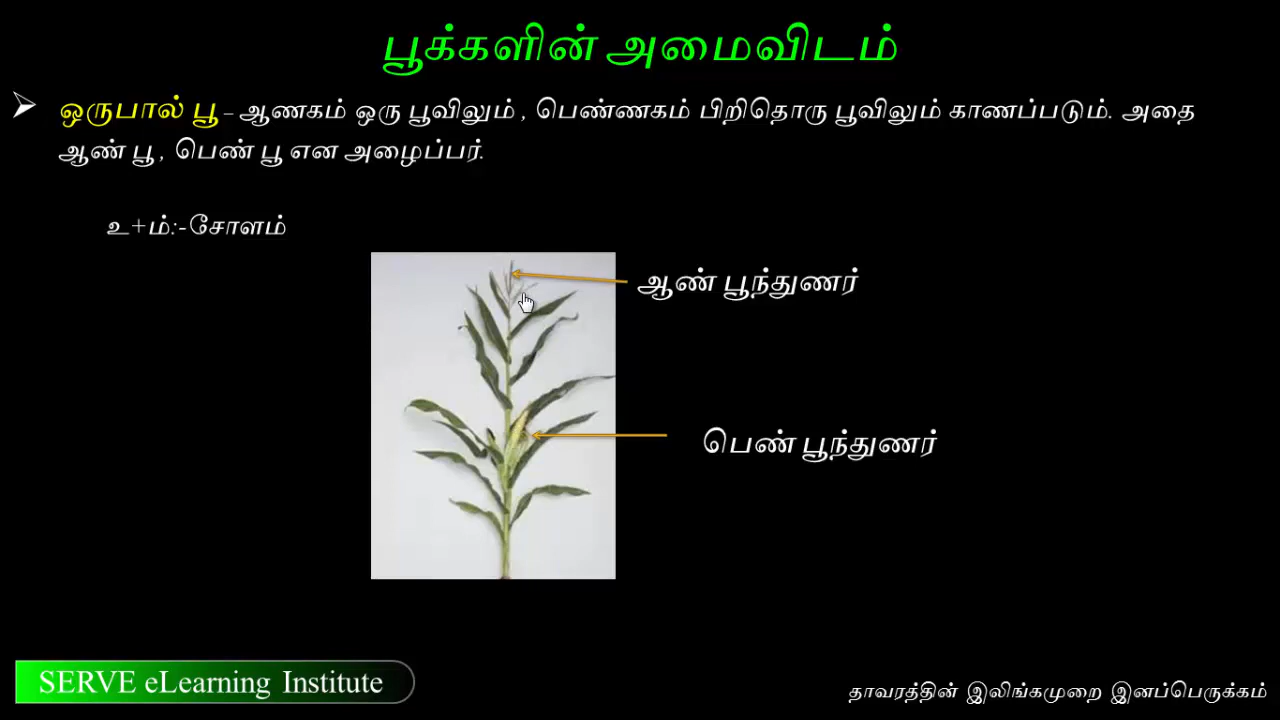 பூக்களின் அமைவிடம்
ஒருபால் பூ – ஆணகம் ஒரு பூவிலும் , பெண்ணகம் பிறிதொரு பூவிலும் காணப்படும். அதை
ஆண் பூ , பெண் பூ என அழைப்பர்.
உ+ம்:-சோளம்
ஆண் பூந்துணர்
பெண் பூந்துணர்
SERVE eLearning Institute
தாவரத்தின் இலிங்கமுறை இனப்பெருக்கம்